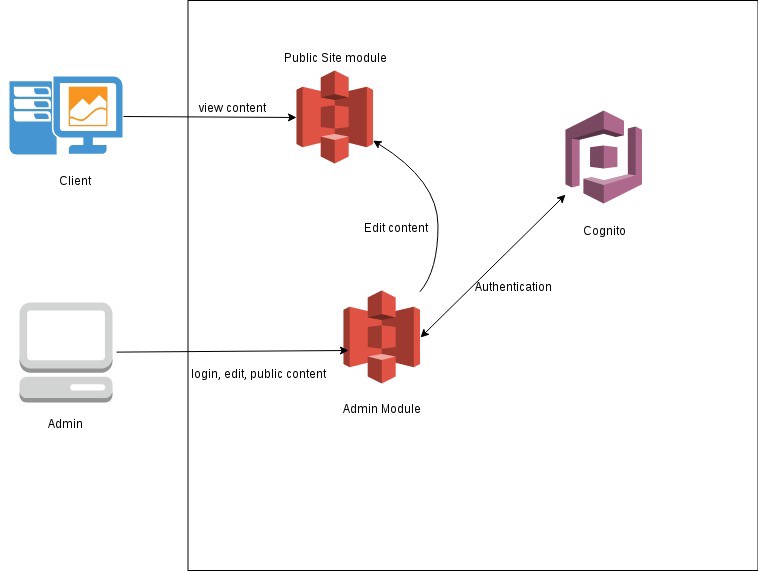 Public Site module
view content
Client
Edit content
Cognito
Authentication
login, edit, public content
Admin Module
Admin